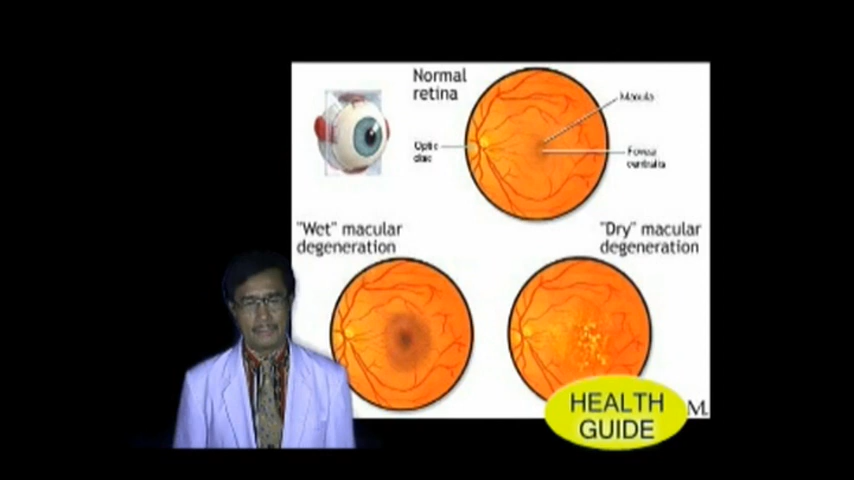 Normal
retina
Macula
Optic
disc
Fovea
centralis
"Wet" macular
degeneration
"Dry" macular
degeneration
HEALTH
GUIDE
M.